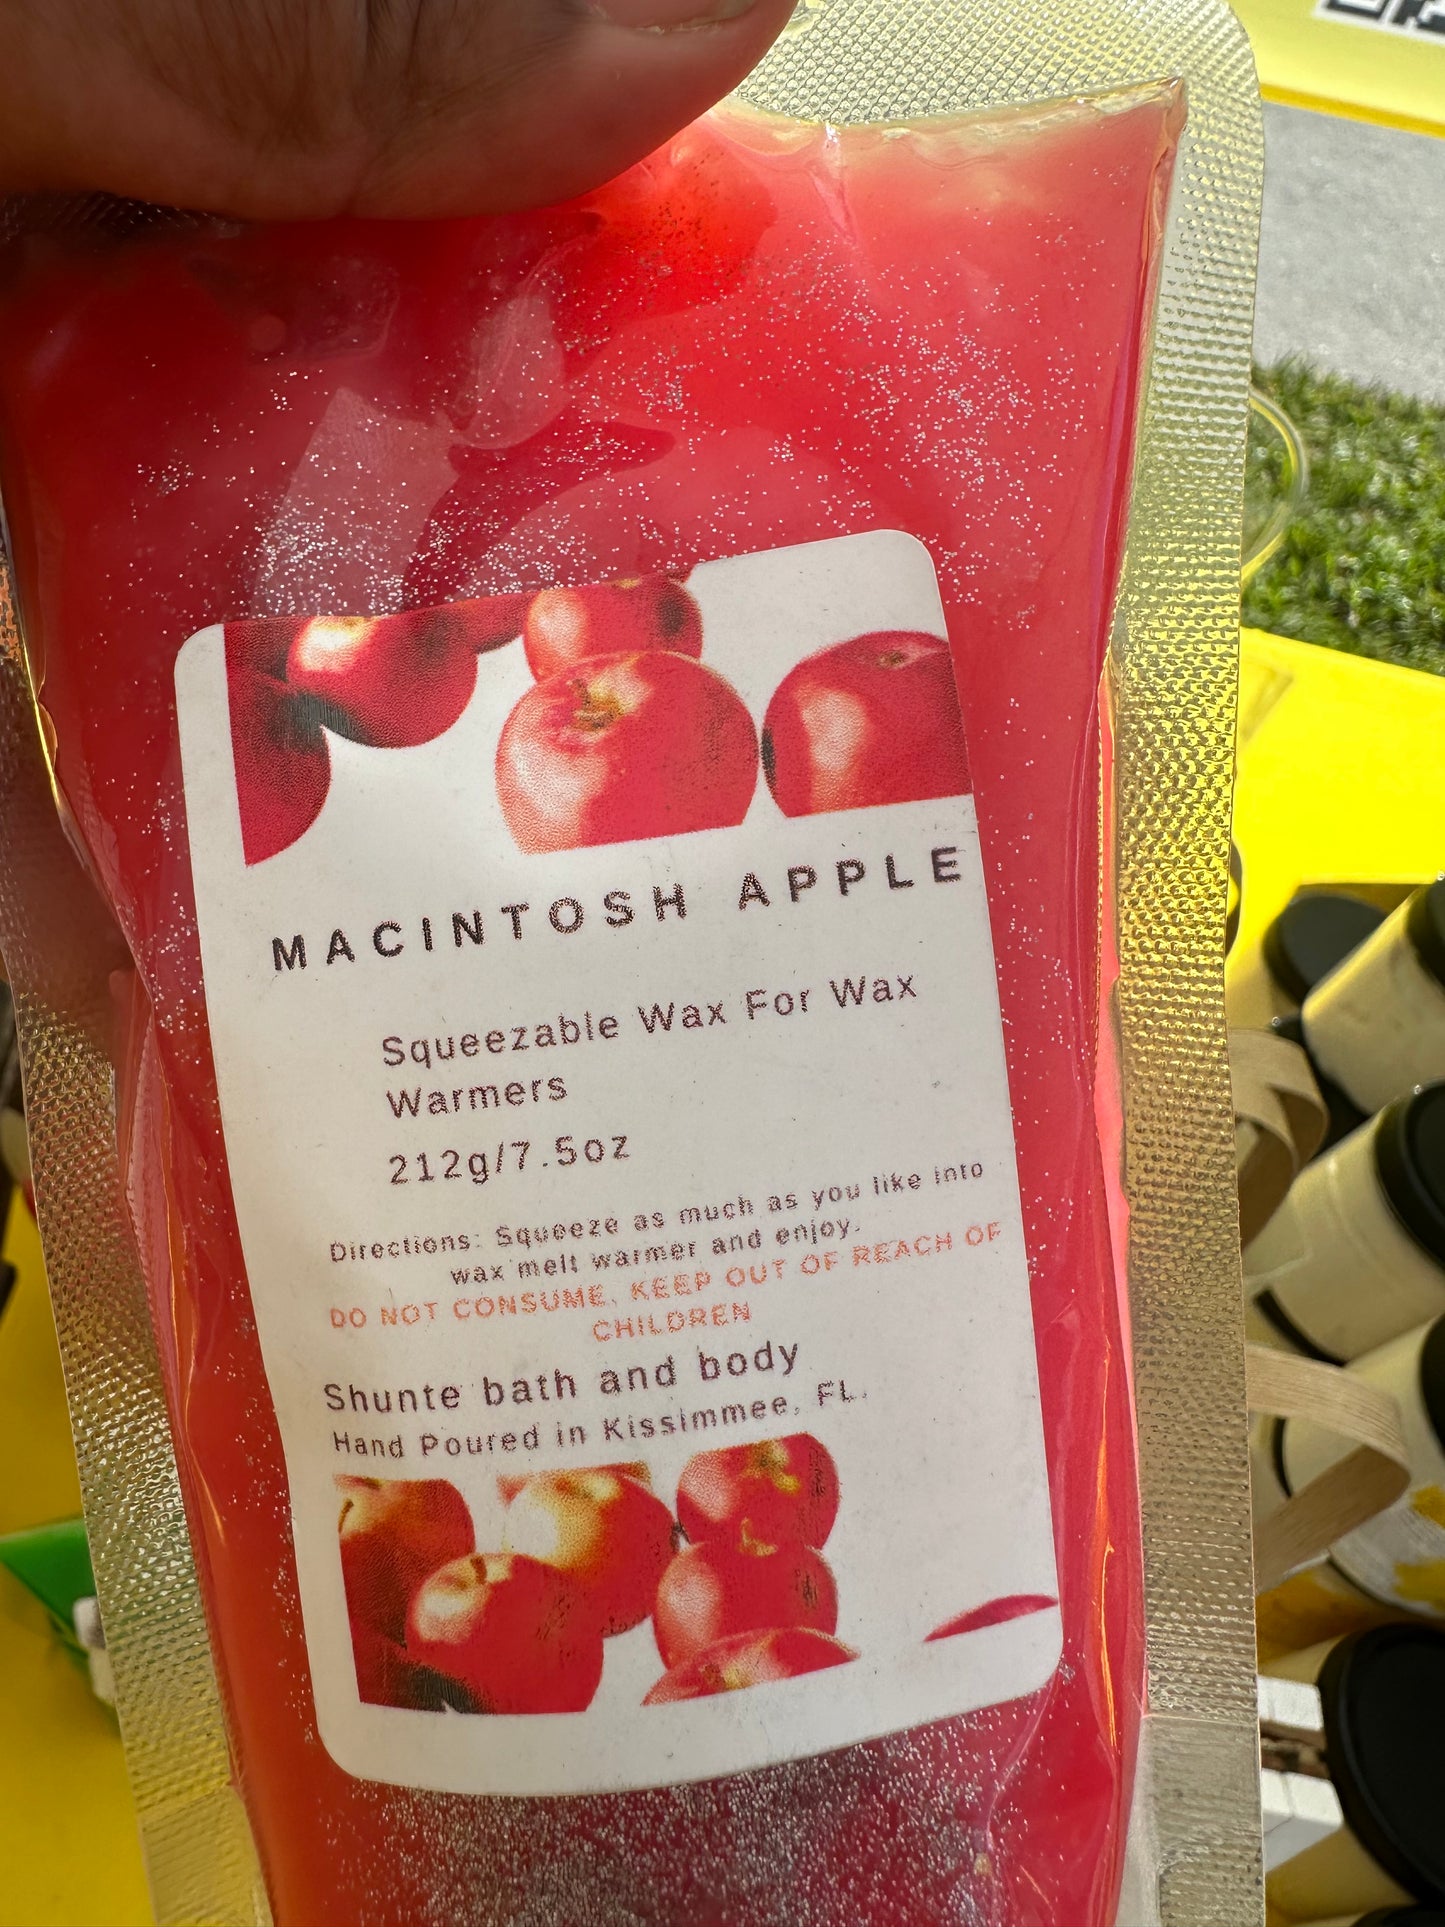 MACINTOSH APPLE
Squeezable Wax For Wax
Warmers
212g/7.5oz
Directions: Squeeze as much as you like into
wax melt warmer and enjoy.
DO NOT CONSUME. KEEP OUT OF REACH OF
CHILDREN
Shunte bath and body
Hand Poured in Kissimmee, FL.